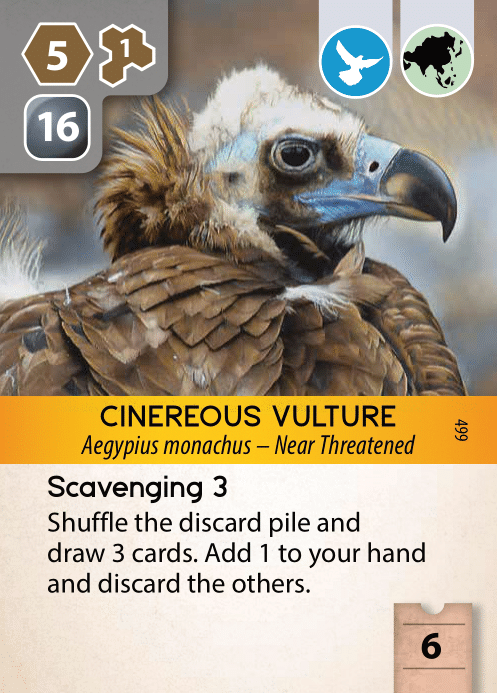 5
1
16
CINEREOUS VULTURE
Aegypius monachus – Near Threatened
499
Scavenging 3
Shuffle the discard pile and
draw 3 cards. Add 1 to your hand
and discard the others.
6